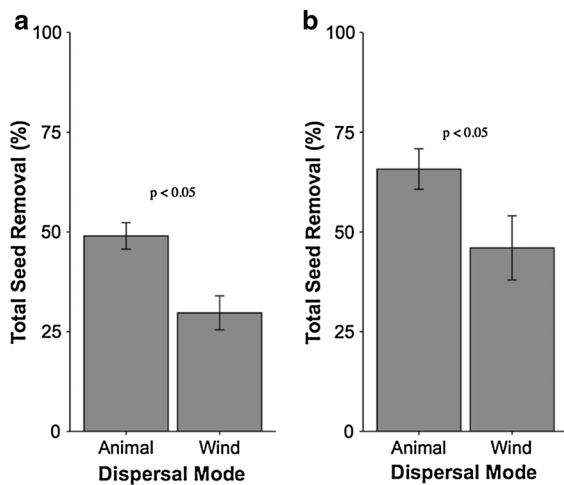 a
100
75
50
25
0
Total Seed Removal (%)
p < 0.05
Animal
Wind
Dispersal Mode
b
100
75
50
25
0
Total Seed Removal (%)
p < 0.05
Animal
Wind
Dispersal Mode